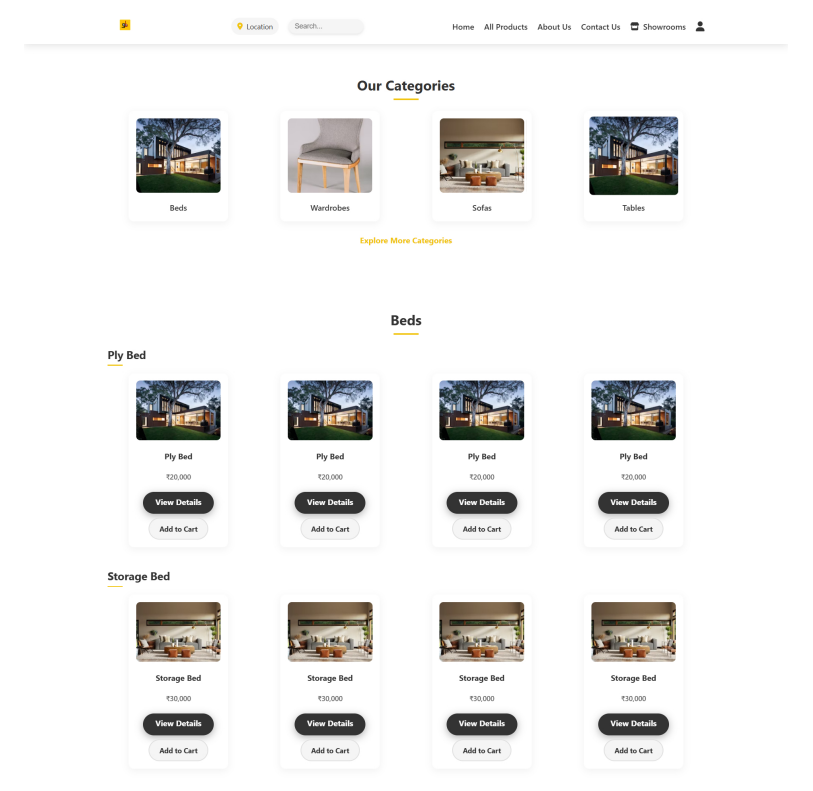 Location Search... Home All Products About Us Contact Us Showrooms
Our Categories
Beds Wardrobes Sofas Tables
Explore More Categories
Beds
Ply Bed
Ply Bed Ply Bed Ply Bed Ply Bed
₹20,000 ₹20,000 ₹20,000 ₹20,000
View Details View Details View Details View Details
Add to Cart Add to Cart Add to Cart Add to Cart
Storage Bed
Storage Bed Storage Bed Storage Bed Storage Bed
₹30,000 ₹30,000 ₹30,000 ₹30,000
View Details View Details View Details View Details
Add to Cart Add to Cart Add to Cart Add to Cart